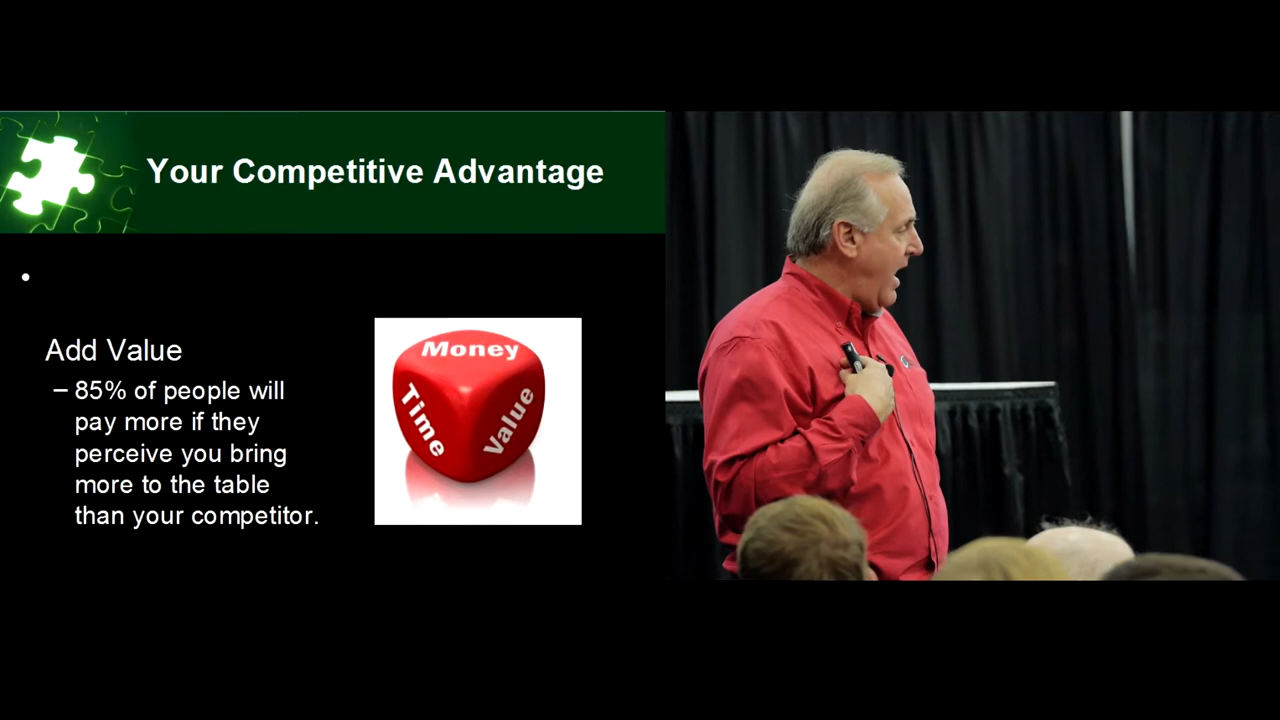 Your Competitive Advantage
•
Add Value
– 85% of people will
pay more if they
perceive you bring
more to the table
than your competitor.
Money
Time
Value